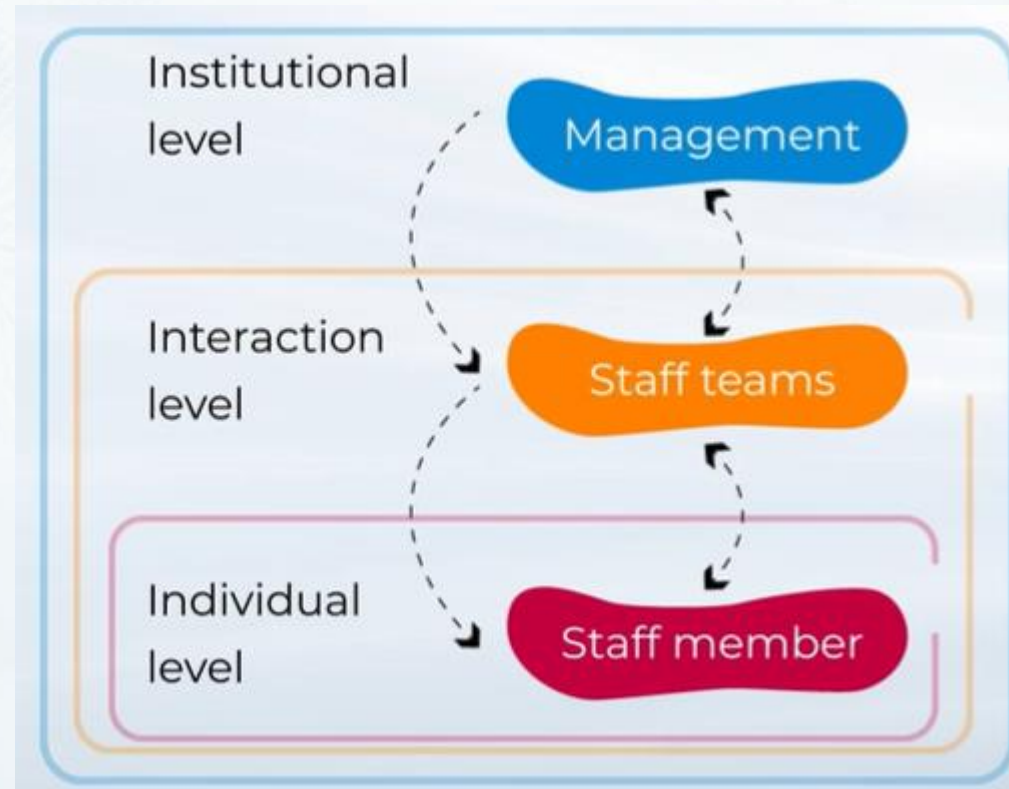 Institutional
level
Management
Interaction
level
Staff teams
Individual
level
Staff member